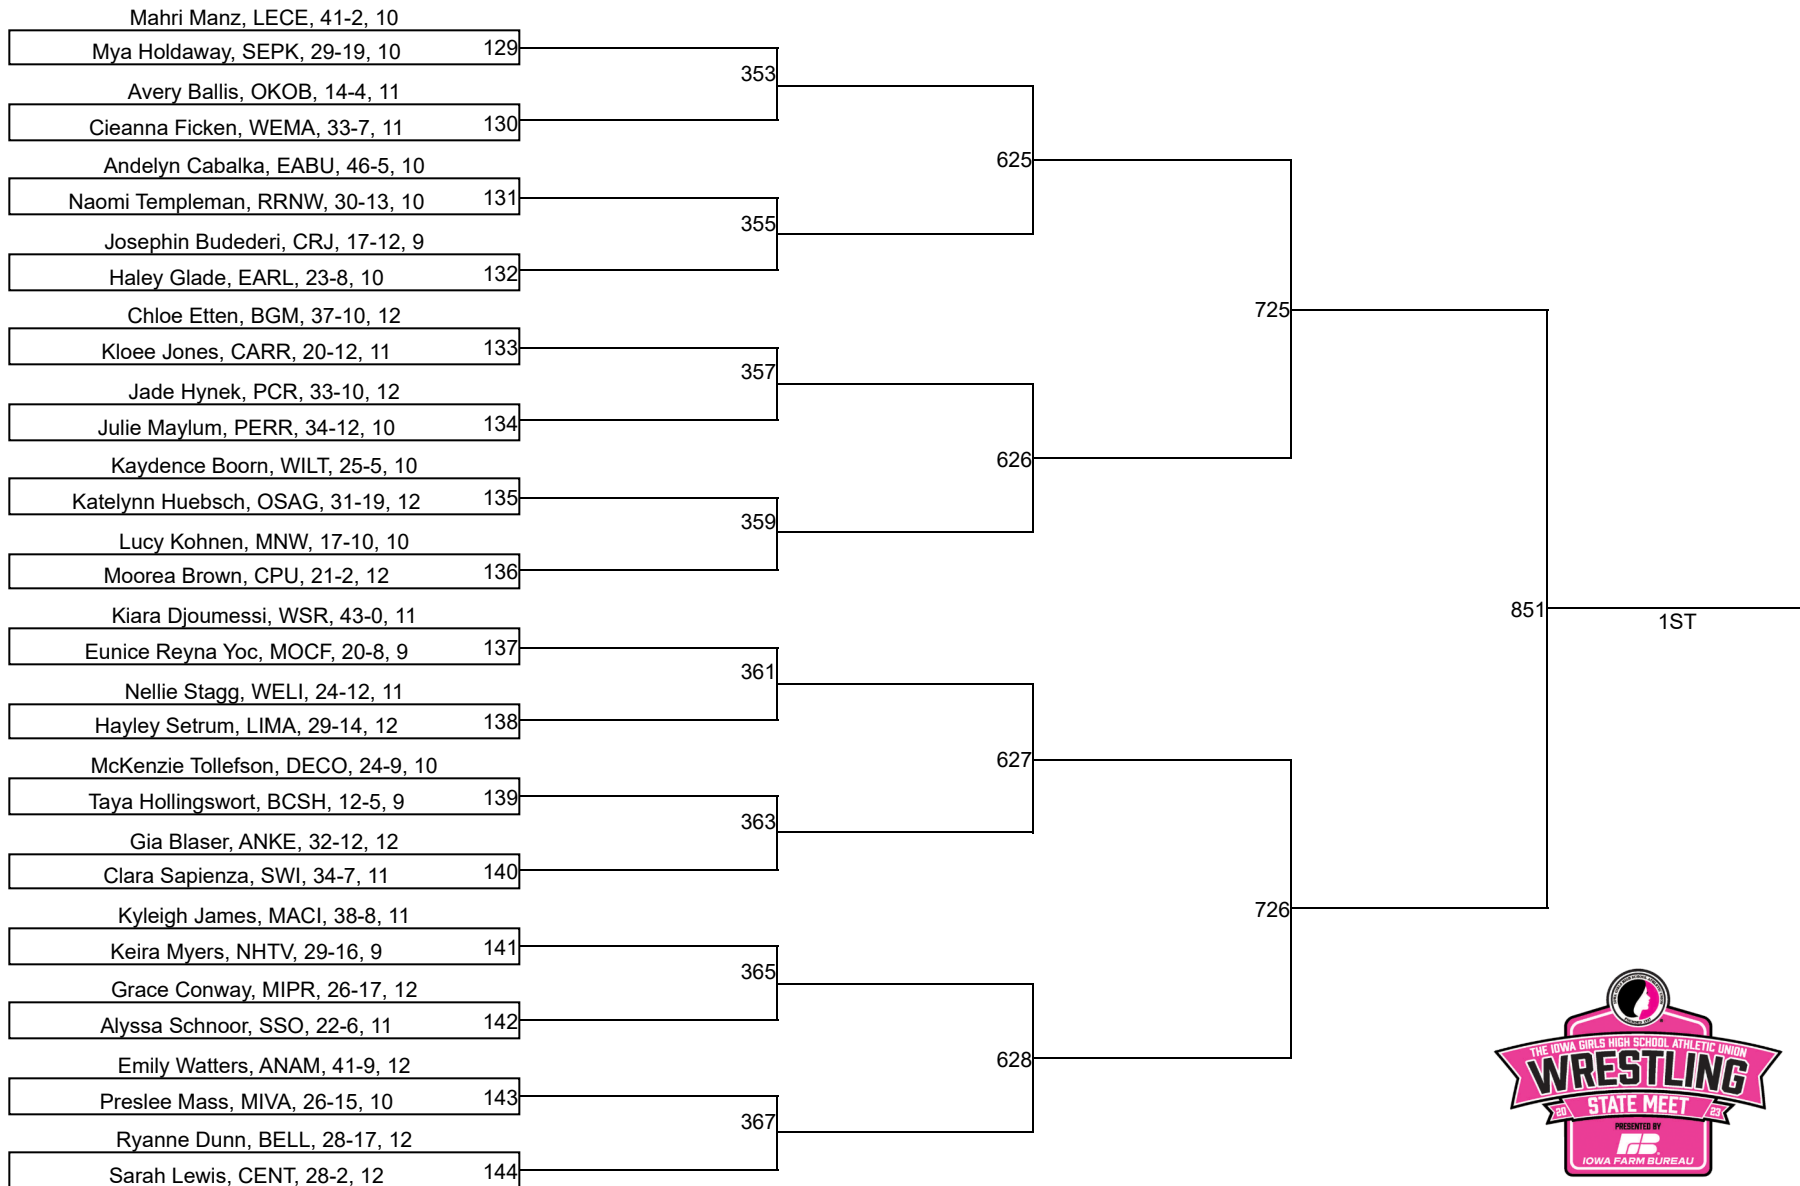 Mahri Manz, LECE, 41-2, 10
Mya Holdaway, SEPK, 29-19, 10 129
353
Avery Ballis, OKOB, 14-4, 11
Cieanna Ficken, WEMA, 33-7, 11 130
625
Andelyn Cabalka, EABU, 46-5, 10
Naomi Templeman, RRNW, 30-13, 10 131
355
Josephin Budederi, CRJ, 17-12, 9
Haley Glade, EARL, 23-8, 10 132
725
Chloe Etten, BGM, 37-10, 12
Kloee Jones, CARR, 20-12, 11 133
357
Jade Hynek, PCR, 33-10, 12
Julie Maylum, PERR, 34-12, 10 134
626
Kaydence Boorn, WILT, 25-5, 10
Katelynn Huebsch, OSAG, 31-19, 12 135
359
Lucy Kohnen, MNW, 17-10, 10
Moorea Brown, CPU, 21-2, 12 136
851
1ST
Kiara Djoumessi, WSR, 43-0, 11
Eunice Reyna Yoc, MOCF, 20-8, 9 137
361
Nellie Stagg, WELI, 24-12, 11
Hayley Setrum, LIMA, 29-14, 12 138
627
McKenzie Tollefson, DECO, 24-9, 10
Taya Hollingswort, BCSH, 12-5, 9 139
363
Gia Blaser, ANKE, 32-12, 12
Clara Sapienza, SWI, 34-7, 11 140
726
Kyleigh James, MACI, 38-8, 11
Keira Myers, NHTV, 29-16, 9 141
365
Grace Conway, MIPR, 26-17, 12
Alyssa Schnoor, SSO, 22-6, 11 142
628
Emily Watters, ANAM, 41-9, 12
Preslee Mass, MIVA, 26-15, 10 143
367
Ryanne Dunn, BELL, 28-17, 12
Sarah Lewis, CENT, 28-2, 12 144
THE IOWA GIRLS HIGH SCHOOL ATHLETIC UNION
WRESTLING
20 STATE MEET 23
PRESENTED BY
FB
IOWA FARM BUREAU